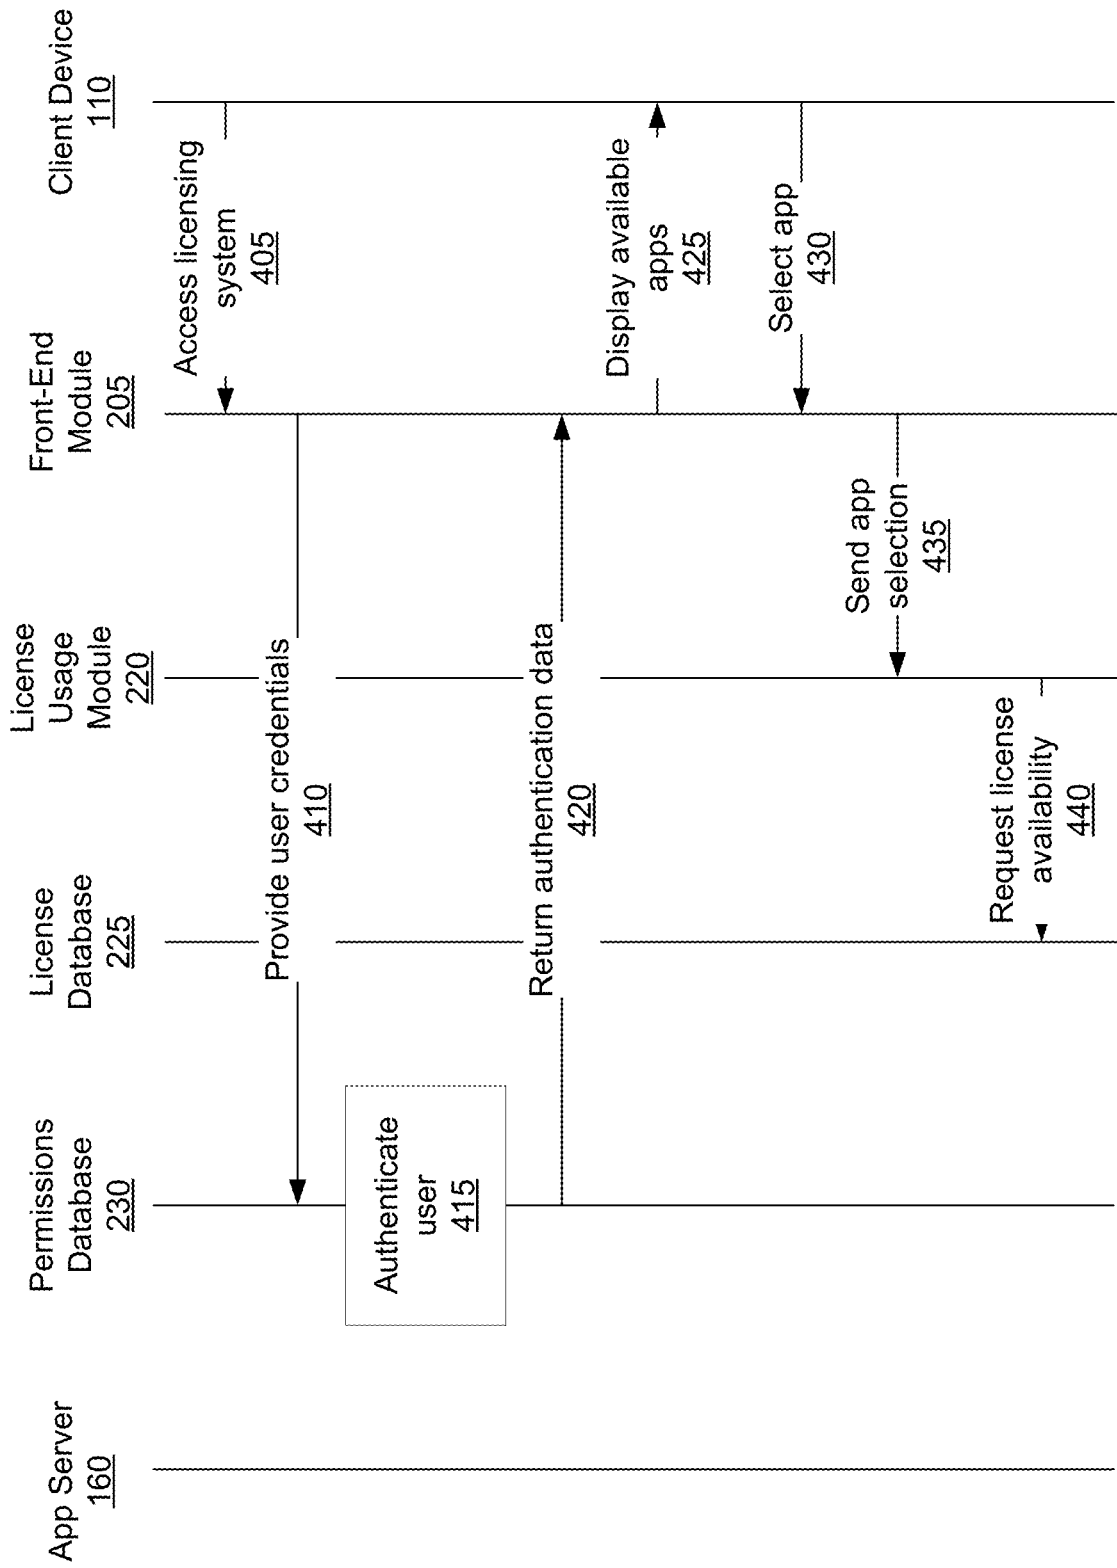 App Server
160
Permissions
Database
230
License
Database
225
License
Usage
Module
220
Front-End
Module
205
Client Device
110
Access licensing
system
405
Provide user credentials
410
Authenticate
user
415
Return authentication data
420
Display available
apps
425
Select app
430
Send app
selection
435
Request license
availability
440